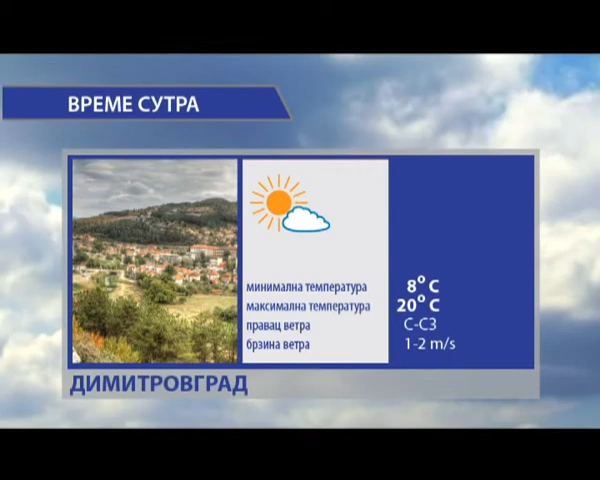 ВРЕМЕ СУТРА
минимална температура 8° C
максимална температура 20° C
правац ветра С-СЗ
брзина ветра 1-2 m/s
ДИМИТРОВГРАД